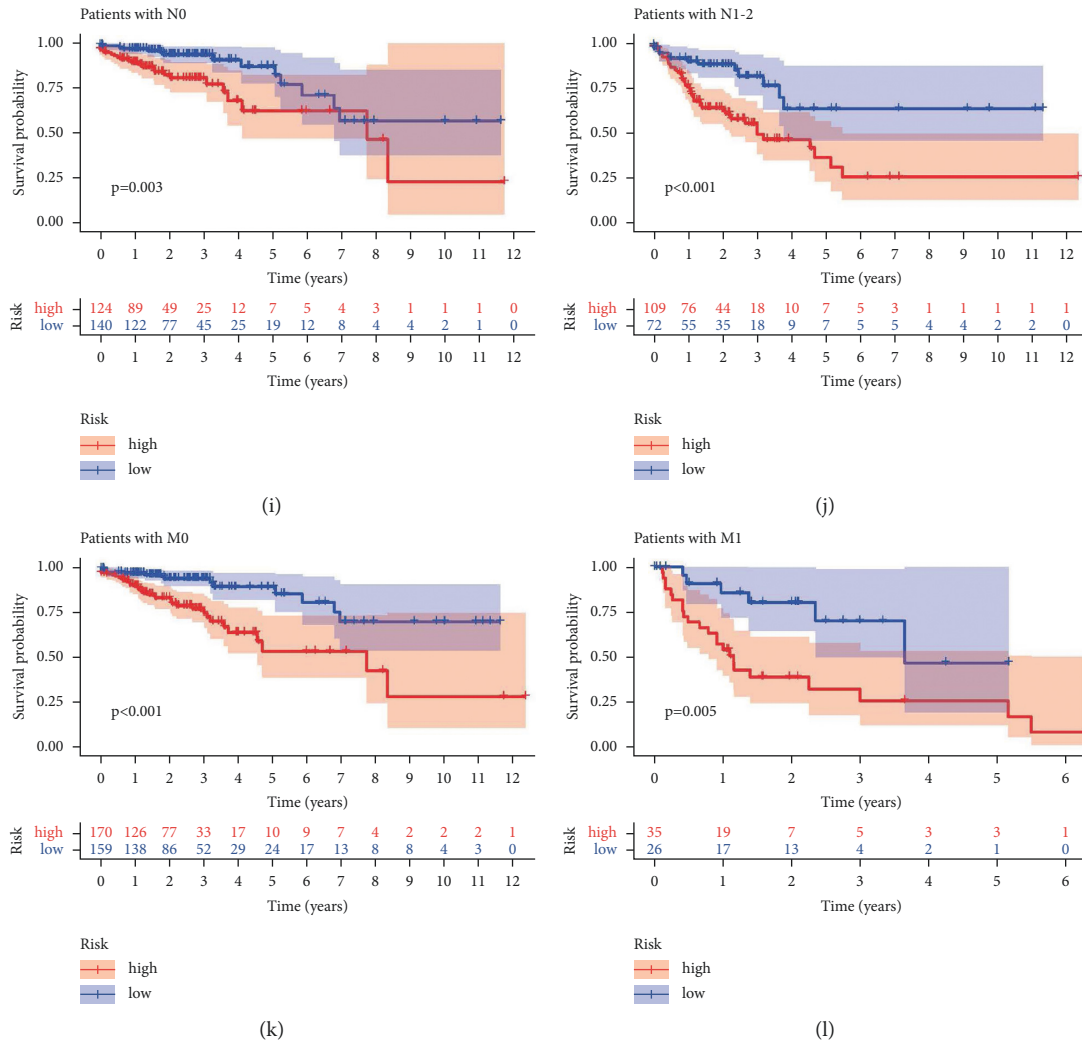 Patients with N0
1.00
0.75
0.50
0.25
0.00
Survival probability
p=0.003
0 1 2 3 4 5 6 7 8 9 10 11 12
Time (years)
Risk
high 124 89 49 25 12 7 5 4 3 1 1 1 0
low 140 122 77 45 25 19 12 8 4 4 2 1 0
0 1 2 3 4 5 6 7 8 9 10 11 12
Time (years)
Risk
high
low
(i)
Patients with N1-2
1.00
0.75
0.50
0.25
0.00
Survival probability
p<0.001
0 1 2 3 4 5 6 7 8 9 10 11 12
Time (years)
Risk
high 109 76 44 18 10 7 5 3 1 1 1 1 1
low 72 55 35 18 9 7 5 5 4 4 2 2 0
0 1 2 3 4 5 6 7 8 9 10 11 12
Time (years)
Risk
high
low
(j)
Patients with M0
1.00
0.75
0.50
0.25
0.00
Survival probability
p<0.001
0 1 2 3 4 5 6 7 8 9 10 11 12
Time (years)
Risk
high 170 126 77 33 17 10 9 7 4 2 2 2 1
low 159 138 86 52 29 24 17 13 8 8 4 3 0
0 1 2 3 4 5 6 7 8 9 10 11 12
Time (years)
Risk
high
low
(k)
Patients with M1
1.00
0.75
0.50
0.25
0.00
Survival probability
p=0.005
0 1 2 3 4 5 6
Time (years)
Risk
high 35 19 7 5 3 3 1
low 26 17 13 4 2 1 0
0 1 2 3 4 5 6
Time (years)
Risk
high
low
(l)